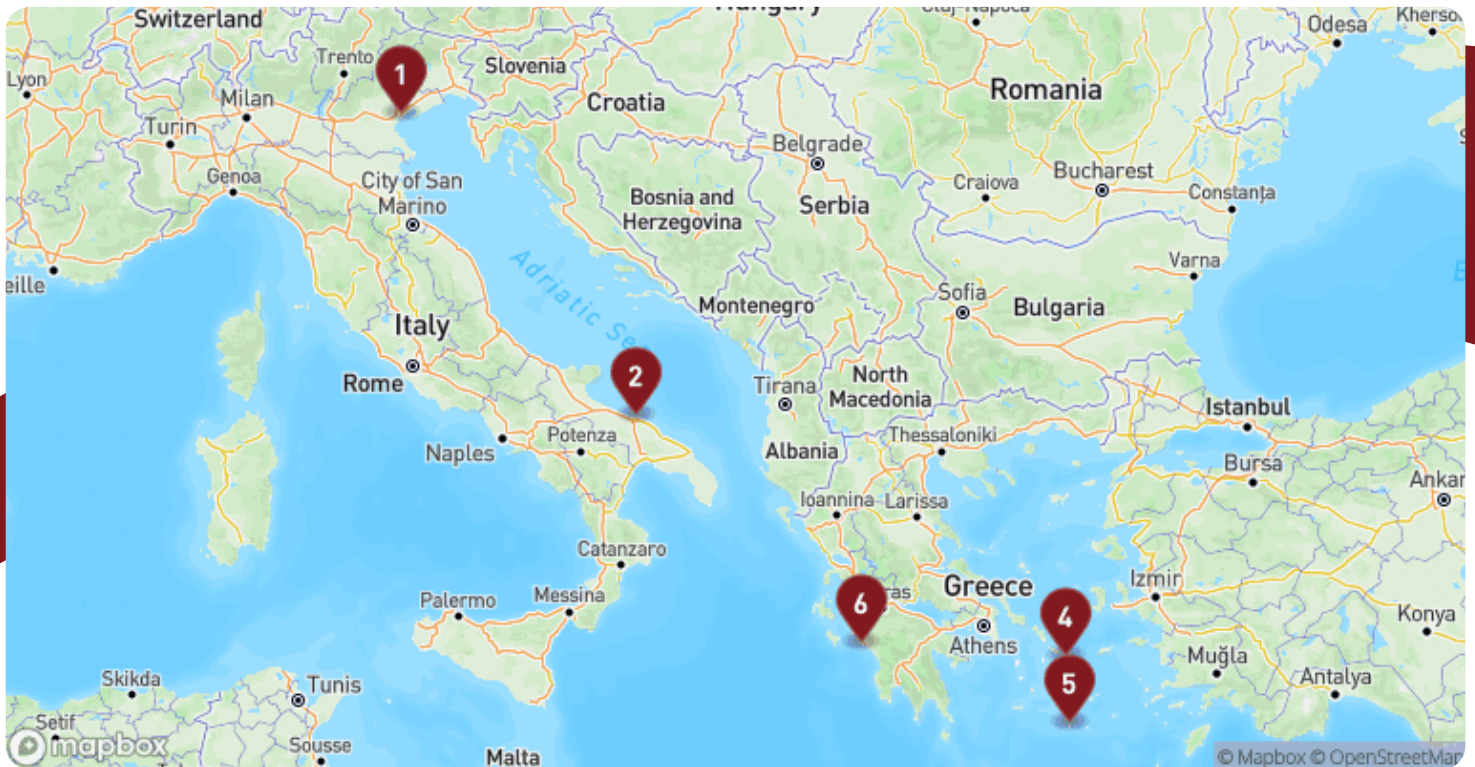 Switzerland
Hungary
Cluj-Napoca
Odesa
Kherso
Lyon
Trento
1
Slovenia
Milan
Croatia
Romania
Turin
Belgrade
Genoa
City of San
Marino
Bosnia and
Herzegovina
Serbia
Craiova
Bucharest
Constanța
eille
Adriatic Sea
Varna
Montenegro
Sofia
Bulgaria
Italy
Rome
2
Tirana
North
Macedonia
Istanbul
Naples
Potenza
Albania
Thessaloniki
Bursa
Ankar
Ioannina
Larissa
Catanzaro
Palermo
Messina
6
ras
Greece
4
Izmir
Athens
Konya
Skikda
Tunis
5
Muğla
Antalya
Setif
mapbox
Sousse
Malta
© Mapbox © OpenStreetMap